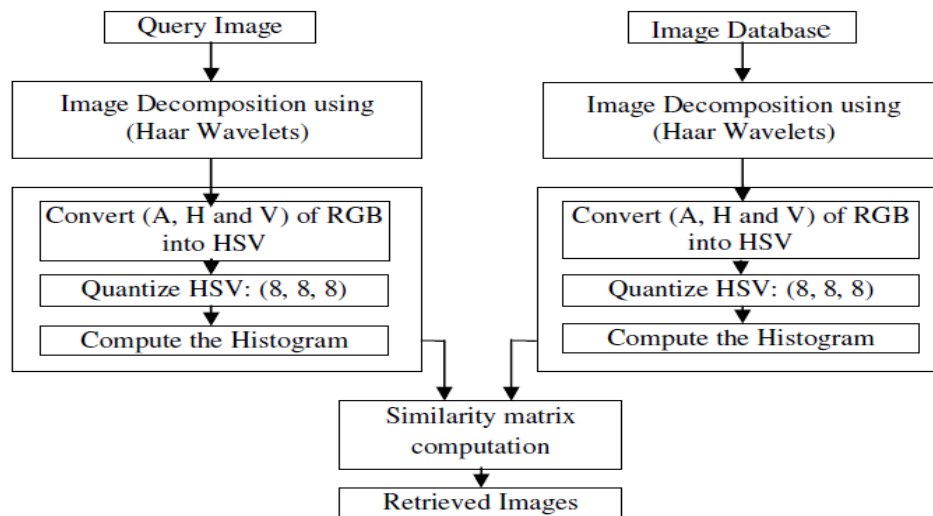 Query Image
Image Decomposition using
(Haar Wavelets)
Convert (A, H and V) of RGB
into HSV
Quantize HSV: (8, 8, 8)
Compute the Histogram
Image Database
Image Decomposition using
(Haar Wavelets)
Convert (A, H and V) of RGB
into HSV
Quantize HSV: (8, 8, 8)
Compute the Histogram
Similarity matrix
computation
Retrieved Images